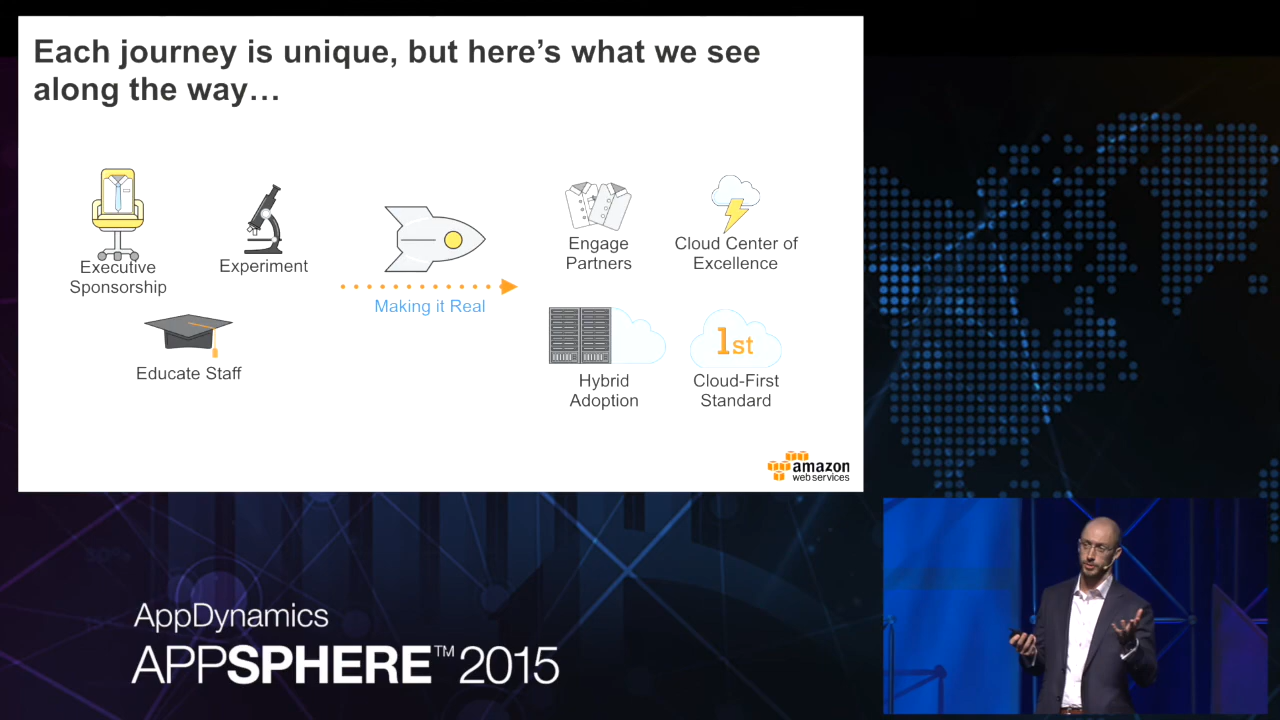 Each journey is unique, but here's what we see
along the way…
Executive
Sponsorship
Experiment
Educate Staff
Making it Real
Engage
Partners
Cloud Center of
Excellence
Hybrid
Adoption
1st
Cloud-First
Standard
amazon
web services
AppDynamics
APPSPHERE™ 2015